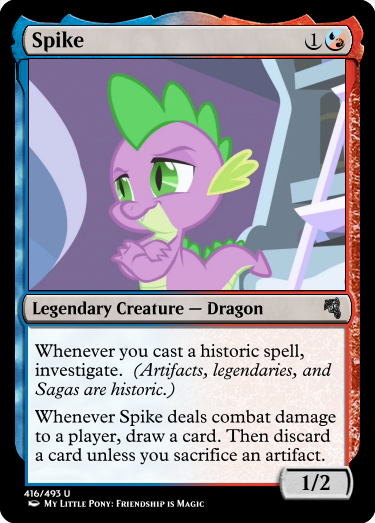 Spike 1
Legendary Creature — Dragon
Whenever you cast a historic spell,
investigate. (Artifacts, legendaries, and
Sagas are historic.)
Whenever Spike deals combat damage
to a player, draw a card. Then discard
a card unless you sacrifice an artifact.
1/2
416/493 U
My Little Pony: Friendship is Magic